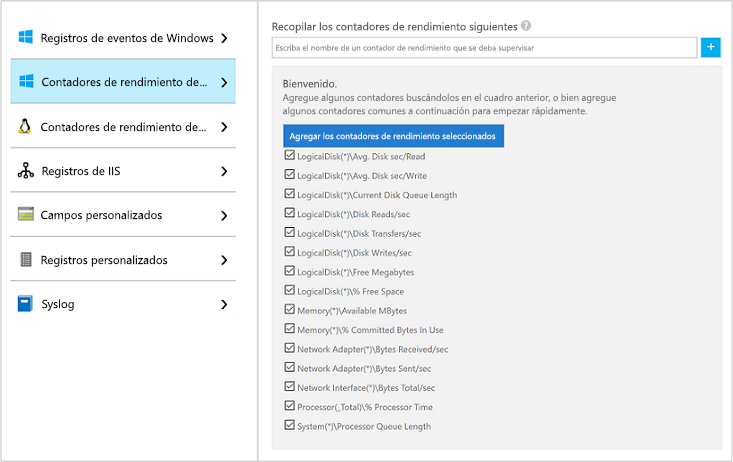 Registros de eventos de Windows
Contadores de rendimiento de...
Contadores de rendimiento de...
Registros de IIS
Campos personalizados
Registros personalizados
Syslog
Recopilar los contadores de rendimiento siguientes
Escriba el nombre de un contador de rendimiento que se deba supervisar
Bienvenido.
Agregue algunos contadores buscándolos en el cuadro anterior, o bien agregue
algunos contadores comunes a continuación para empezar rápidamente.
Agregar los contadores de rendimiento seleccionados
LogicalDisk(*)\Avg. Disk sec/Read
LogicalDisk(*)\Avg. Disk sec/Write
LogicalDisk(*)\Current Disk Queue Length
LogicalDisk(*)\Disk Reads/sec
LogicalDisk(*)\Disk Transfers/sec
LogicalDisk(*)\Disk Writes/sec
LogicalDisk(*)\Free Megabytes
LogicalDisk(*)\% Free Space
Memory(*)\Available MBytes
Memory(*)\% Committed Bytes In Use
Network Adapter(*)\Bytes Received/sec
Network Adapter(*)\Bytes Sent/sec
Network Interface(*)\Bytes Total/sec
Processor(_Total)\% Processor Time
System(*)\Processor Queue Length